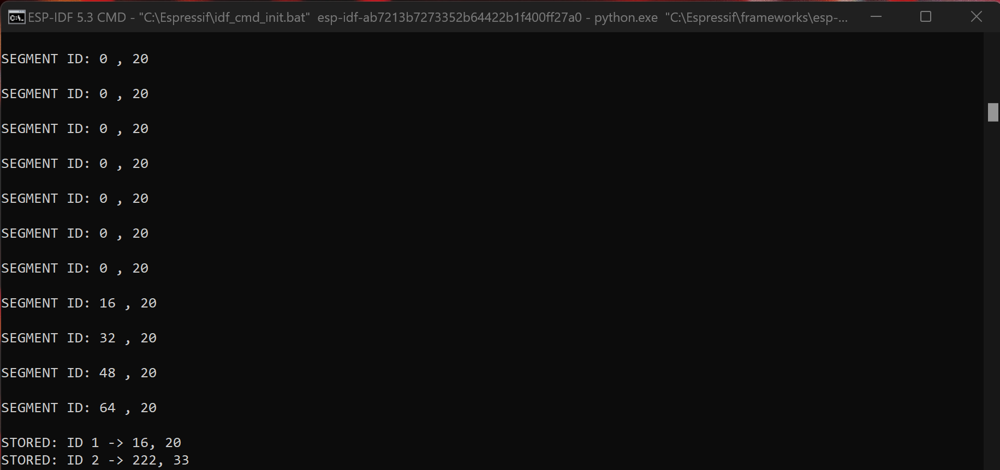 ESP-IDF 5.3 CMD - "C:\Espressif\idf_cmd_init.bat"  esp-idf-ab7213b7273352b64422b1f400ff27a0 - python.exe  "C:\Espressif\frameworks\esp-...
SEGMENT ID: 0 , 20
SEGMENT ID: 0 , 20
SEGMENT ID: 0 , 20
SEGMENT ID: 0 , 20
SEGMENT ID: 0 , 20
SEGMENT ID: 0 , 20
SEGMENT ID: 0 , 20
SEGMENT ID: 16 , 20
SEGMENT ID: 32 , 20
SEGMENT ID: 48 , 20
SEGMENT ID: 64 , 20
STORED: ID 1 -> 16, 20
STORED: ID 2 -> 222, 33